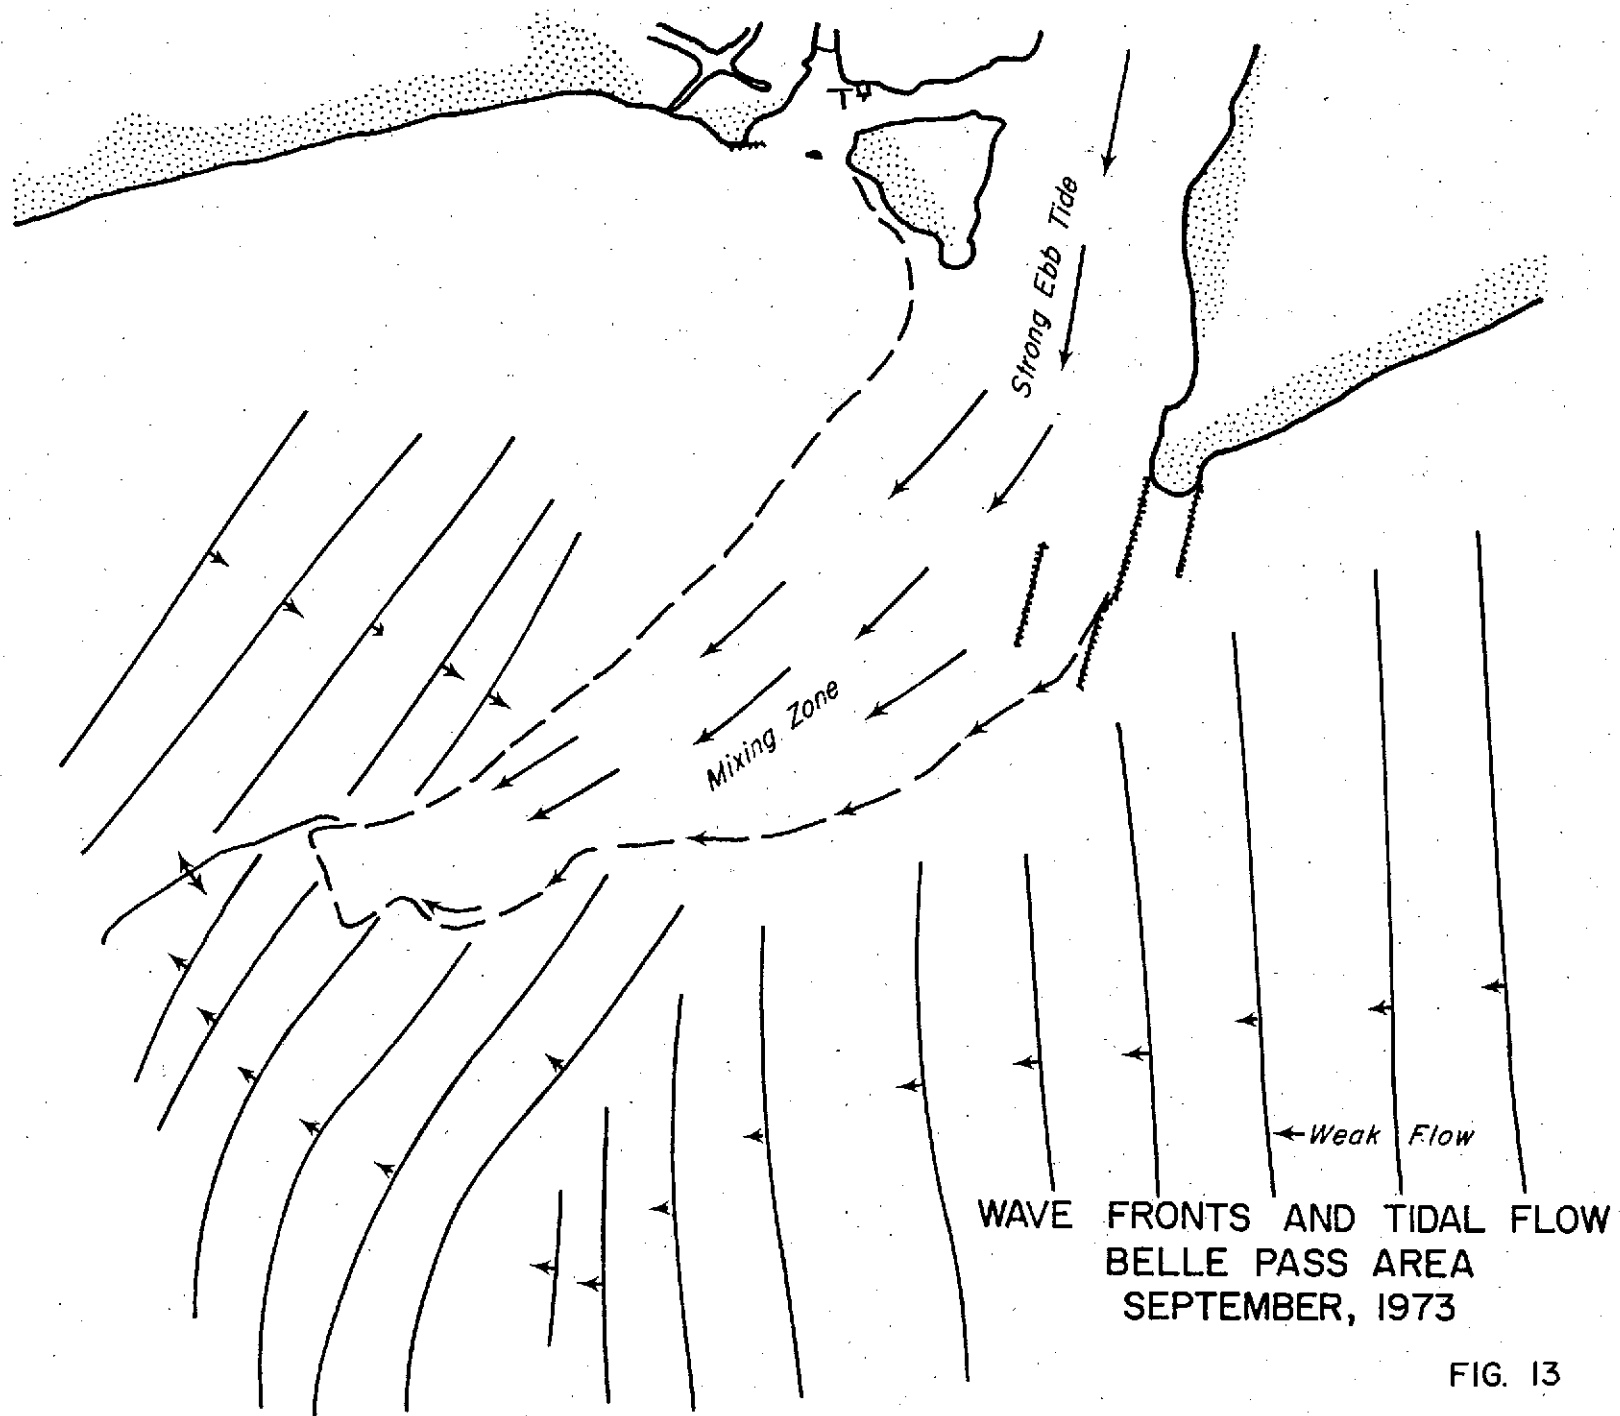 Strong Ebb Tide
Mixing Zone
Weak Flow
WAVE FRONTS AND TIDAL FLOW
BELLE PASS AREA
SEPTEMBER, 1973
FIG. 13